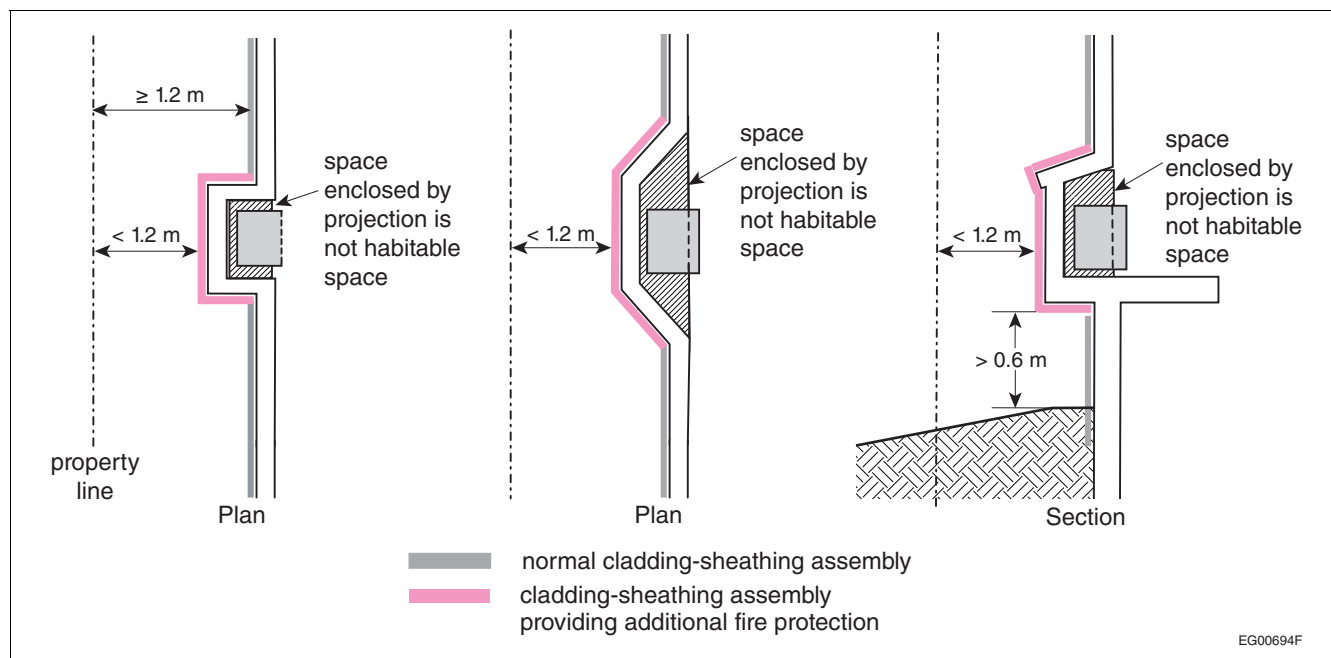 ≥ 1.2 m
space
enclosed by
projection is
not habitable
space
< 1.2 m
property
line
Plan
space
enclosed by
projection is
not habitable
space
< 1.2 m
Plan
space
enclosed by
projection is
not habitable
space
< 1.2 m
> 0.6 m
Section
normal cladding-sheathing assembly
cladding-sheathing assembly
providing additional fire protection
EG00694F